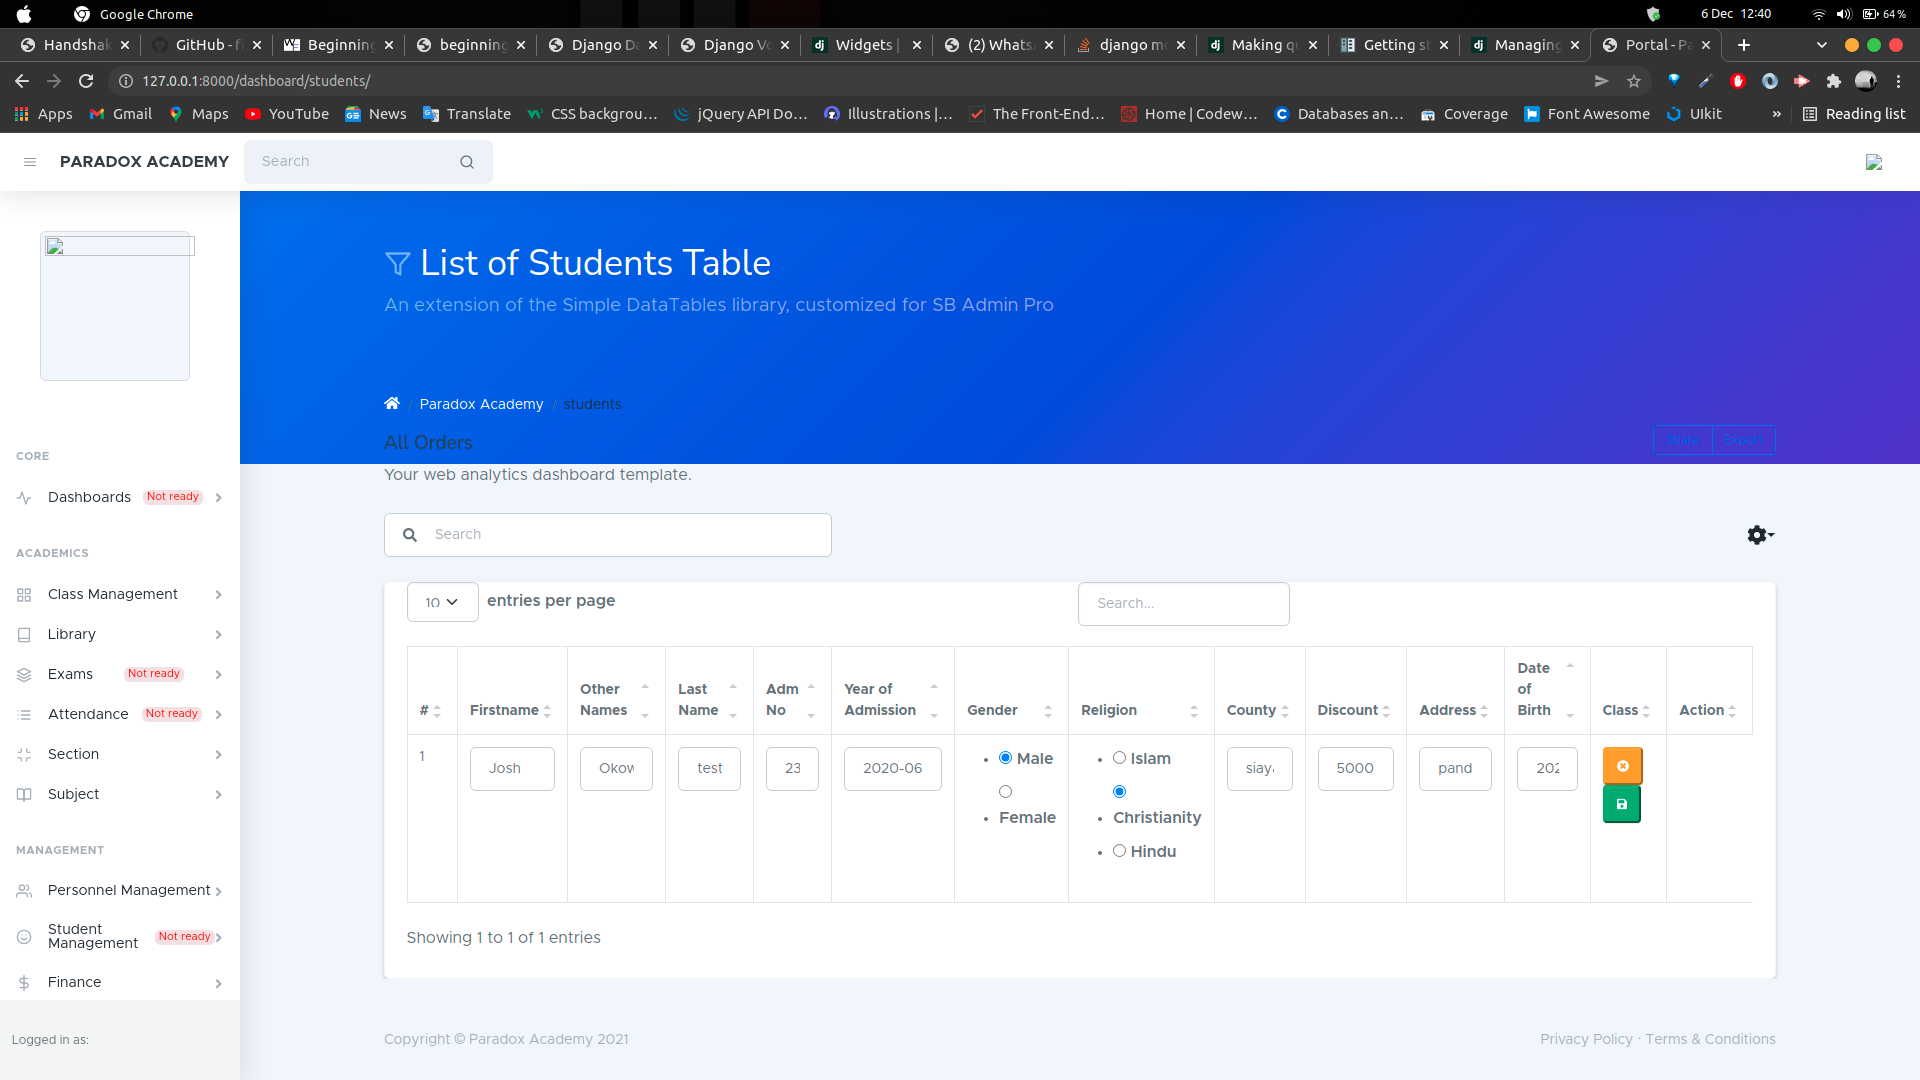 Google Chrome
6 Dec 12:40
64 %
Handshak
GitHub - f
Beginning
beginning
Django Da
Django Vo
Widgets |
(2) Whats
django mo
Making qu
Getting st
Managing
Portal - Pa
127.0.0.1:8000/dashboard/students/
Apps
Gmail
Maps
YouTube
News
Translate
CSS backgrou...
jQuery API Do...
Illustrations |...
The Front-End...
Home | Codew...
Databases an...
Coverage
Font Awesome
UIkit
»
Reading list
PARADOX ACADEMY
Search
List of Students Table
An extension of the Simple DataTables library, customized for SB Admin Pro
/ Paradox Academy / students
All Orders
Share Export
Your web analytics dashboard template.
Search
CORE
Dashboards Not ready
ACADEMICS
Class Management
Library
Exams Not ready
Attendance Not ready
Section
Subject
MANAGEMENT
Personnel Management
Student Management Not ready
Finance
Logged in as:
10 entries per page
Search...
# Firstname Other Names Last Name Adm No Year of Admission Gender Religion County Discount Address Date of Birth Class Action
1 Josh Okow test 23 2020-06
• Male
• Female
• Islam
• Christianity
• Hindu
siaya 5000 pand 202
Showing 1 to 1 of 1 entries
Copyright © Paradox Academy 2021
Privacy Policy · Terms & Conditions